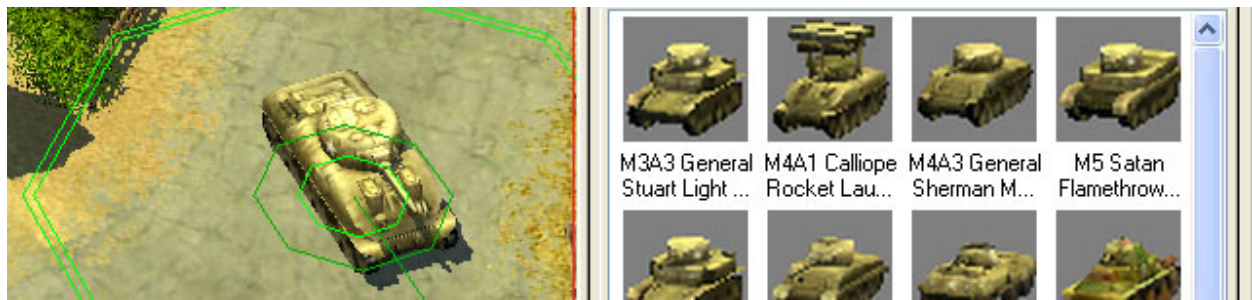 M3A3 General
Stuart Light ...
M4A1 Calliope
Rocket Lau...
M4A3 General
Sherman M...
M5 Satan
Flamethrow...